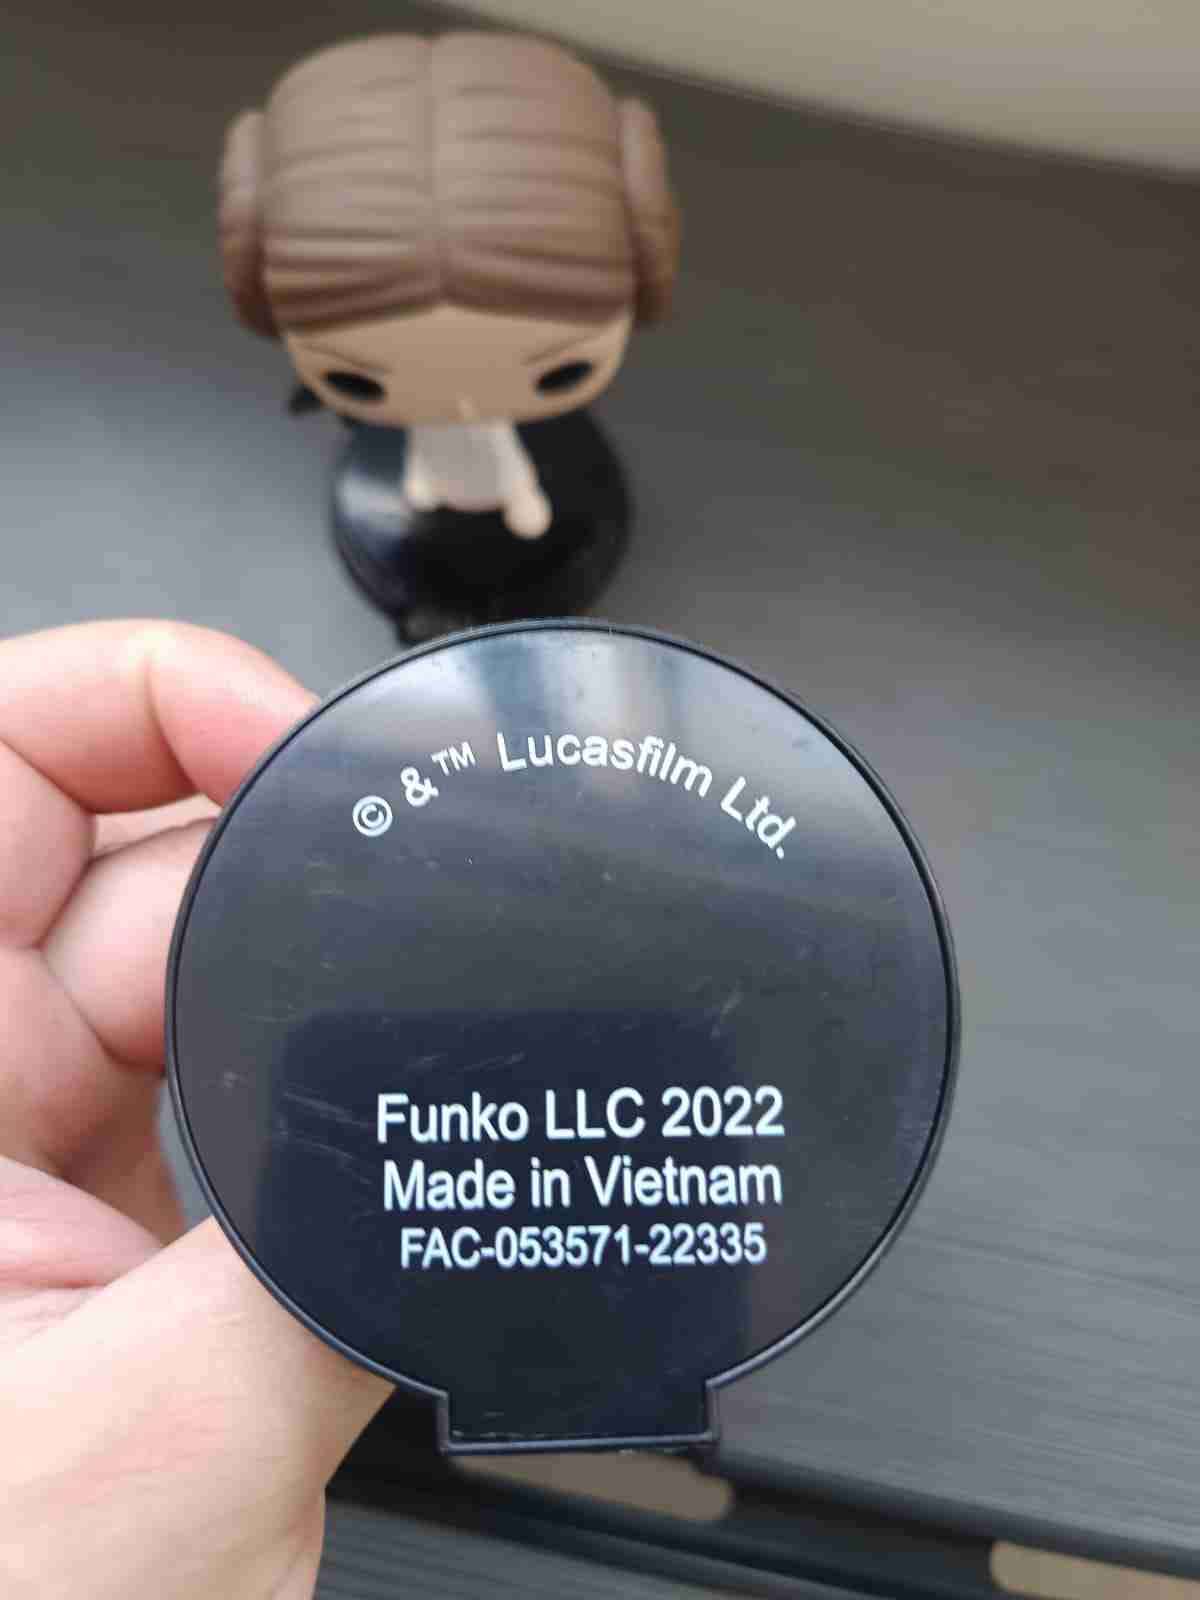 © & ™ Lucasfilm Ltd.
Funko LLC 2022
Made in Vietnam
FAC-053571-22335